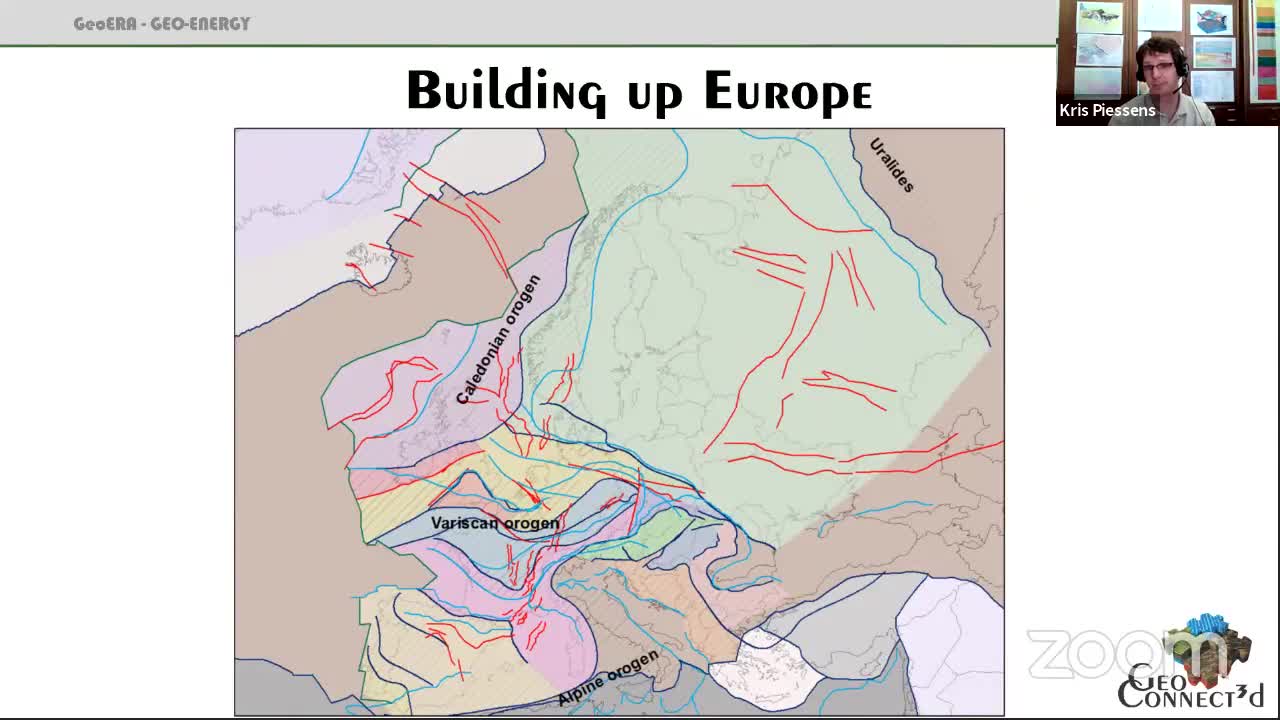 GeoERA - GEO-ENERGY
Kris Piessens
Building up Europe
Uralides
Caledonian orogen
Variscan orogen
Alpine orogen
zoom
GEO
CONNECT³d